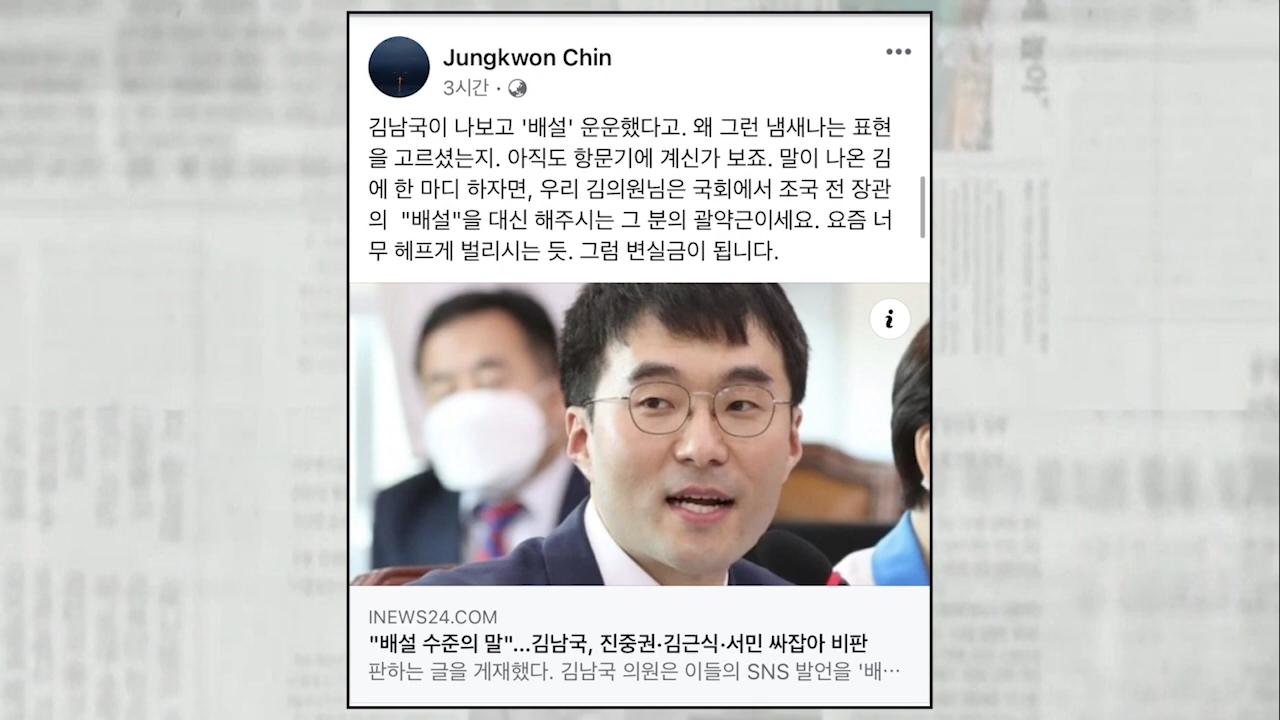 Jungkwon Chin
3시간 ·
김남국이 나보고 '배설' 운운했다고. 왜 그런 냄새나는 표현
을 고르셨는지. 아직도 항문기에 계신가 보죠. 말이 나온 김
에 한 마디 하자면, 우리 김의원님은 국회에서 조국 전 장관
의 "배설"을 대신 해주시는 그 분의 괄약근이세요. 요즘 너
무 헤프게 벌리시는 듯. 그럼 변실금이 됩니다.
INEWS24.COM
"배설 수준의 말"...김남국, 진중권·김근식·서민 싸잡아 비판
판하는 글을 게재했다. 김남국 의원은 이들의 SNS 발언을 '배…